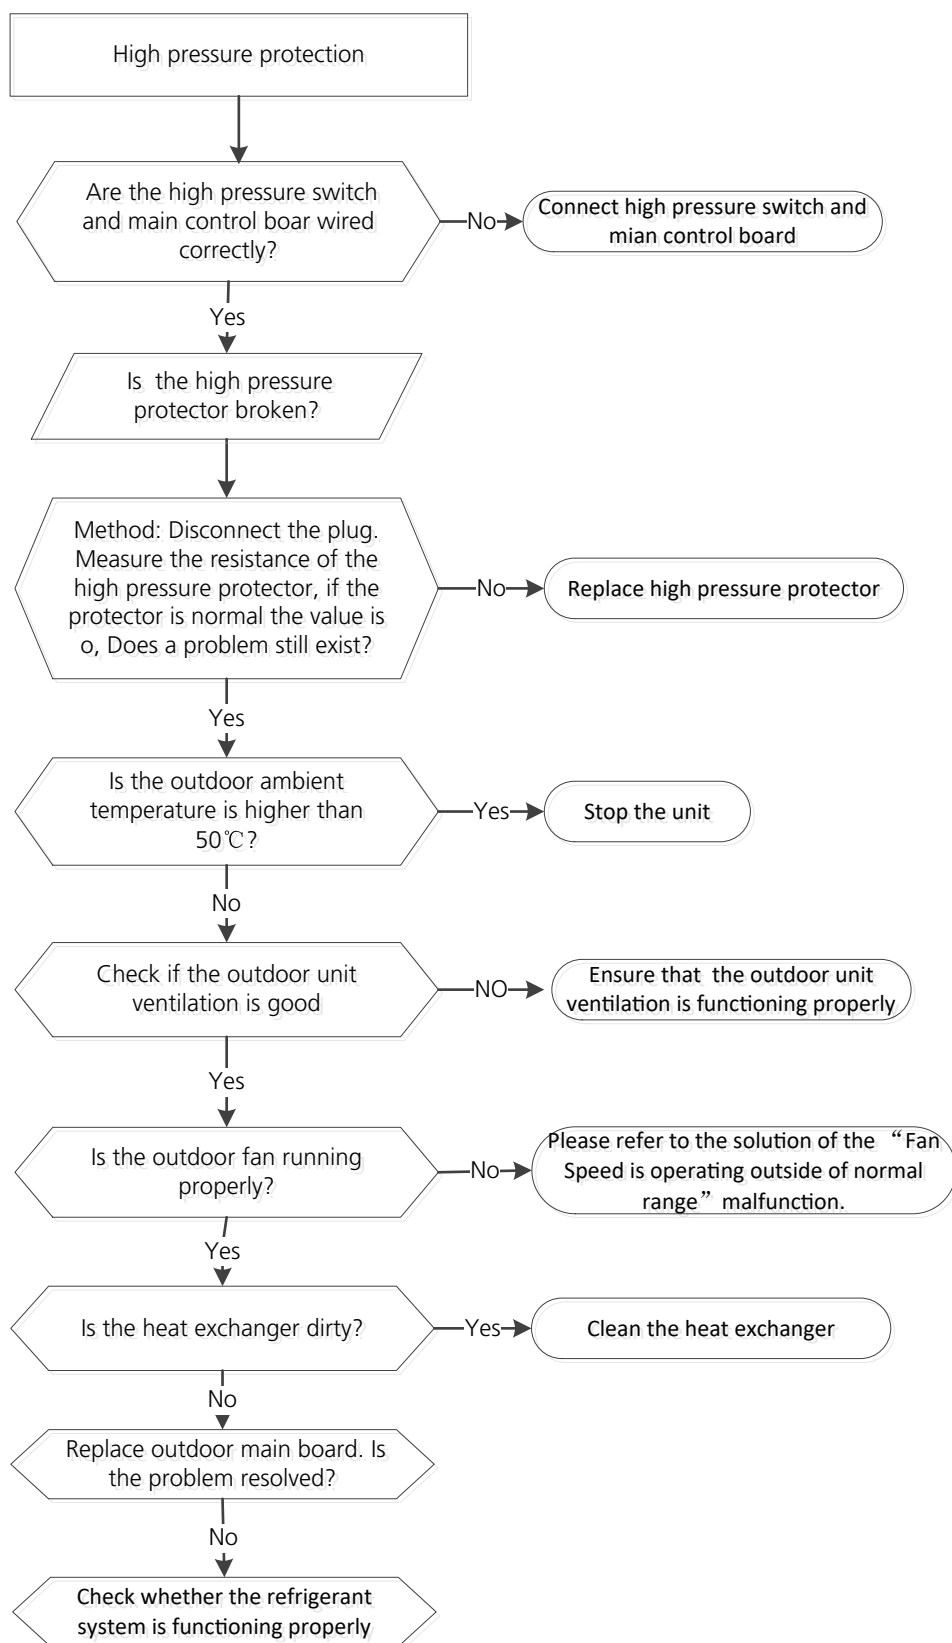 High pressure protection
Are the high pressure switch
and main control boar wired
correctly?
No
Connect high pressure switch and
mian control board
Yes
Is the high pressure
protector broken?
Method: Disconnect the plug.
Measure the resistance of the
high pressure protector, if the
protector is normal the value is
o, Does a problem still exist?
No
Replace high pressure protector
Yes
Is the outdoor ambient
temperature is higher than
50℃?
Yes
Stop the unit
No
Check if the outdoor unit
ventilation is good
NO
Ensure that the outdoor unit
ventilation is functioning properly
Yes
Is the outdoor fan running
properly?
No
Please refer to the solution of the “Fan
Speed is operating outside of normal
range” malfunction.
Yes
Is the heat exchanger dirty?
Yes
Clean the heat exchanger
No
Replace outdoor main board. Is
the problem resolved?
No
Check whether the refrigerant
system is functioning properly